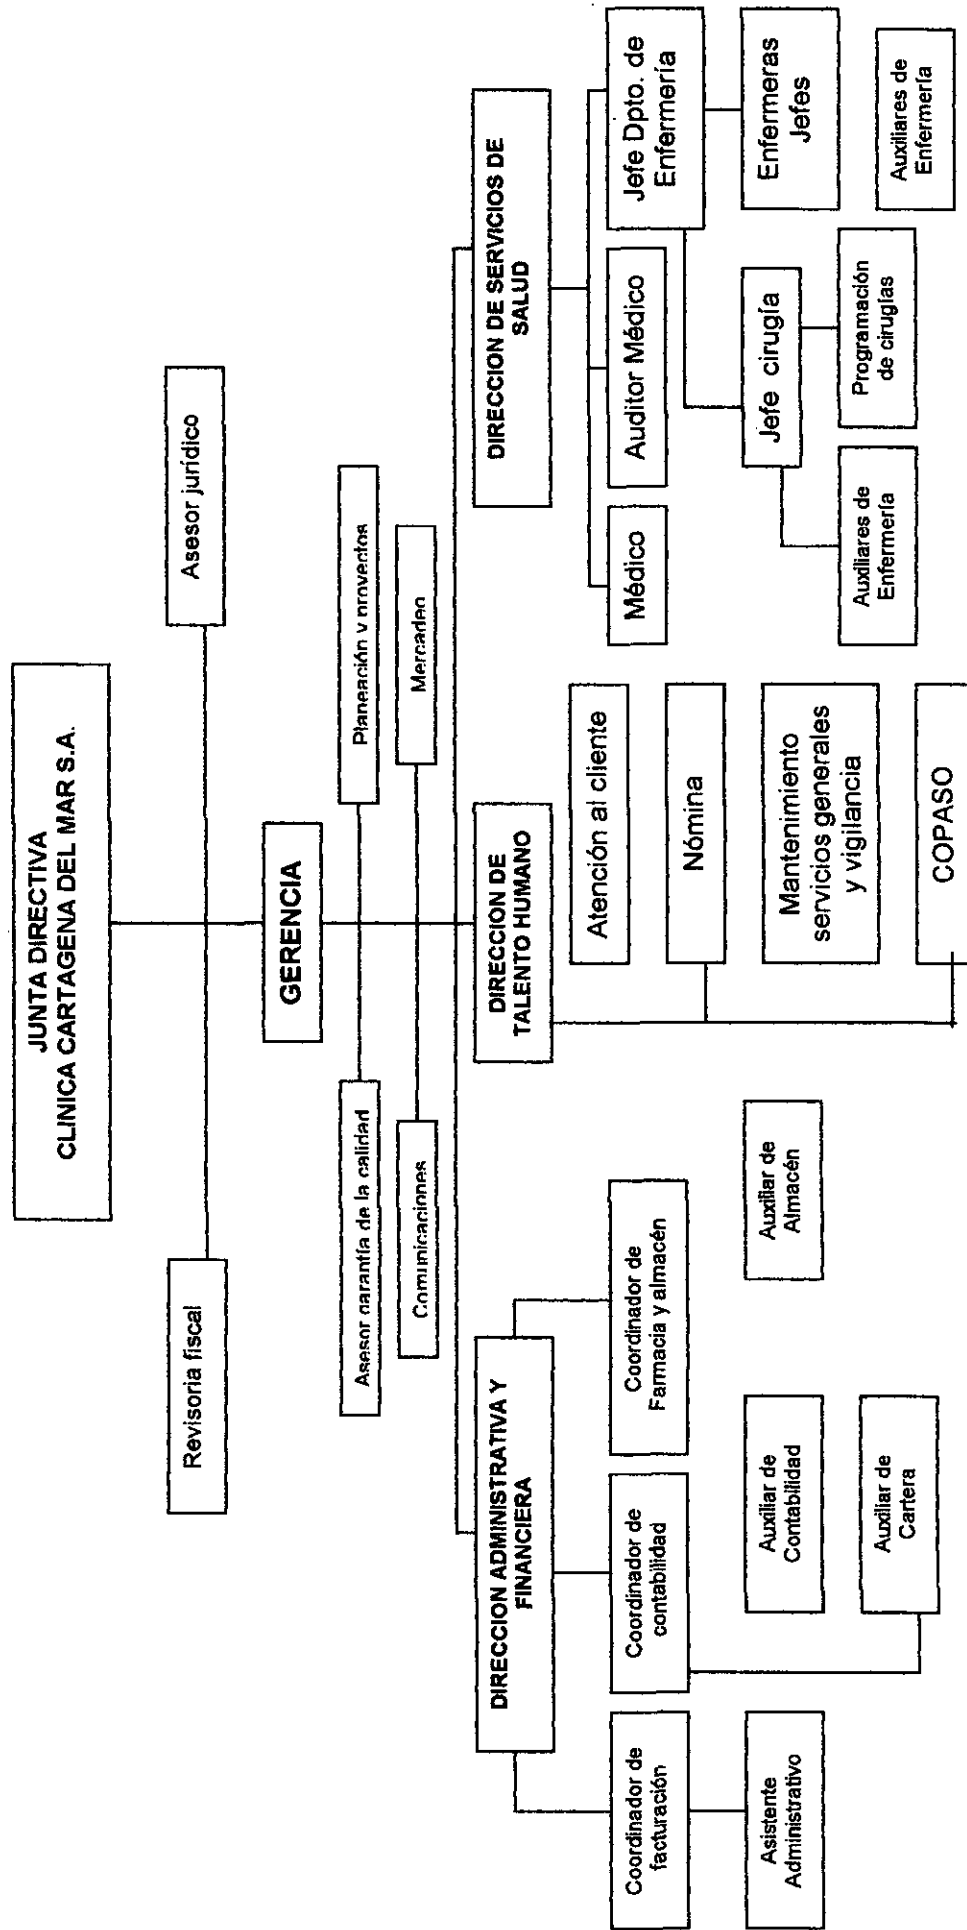 JUNTA DIRECTIVA
CLINICA CARTAGENA DEL MAR S.A.
Revisoria fiscal
Asesor jurídico
GERENCIA
Asesor garantía de la calidad
Planeación y proyectos
Comunicaciones
Mercadeo
DIRECCION ADMINISTRATIVA Y
FINANCIERA
DIRECCION DE
TALENTO HUMANO
DIRECCION DE SERVICIOS DE
SALUD
Coordinador de
facturación
Coordinador de
contabilidad
Coordinador de
Farmacia y almacén
Asistente
Administrativo
Auxiliar de
Contabilidad
Auxiliar de
Almacén
Auxiliar de
Cartera
Atención al cliente
Nómina
Mantenimiento
servicios generales
y vigilancia
COPASO
Médico
Auditor Médico
Jefe Dpto. de
Enfermería
Jefe cirugía
Enfermeras
Jefes
Auxiliares de
Enfermería
Programación
de cirugías
Auxiliares de
Enfermería